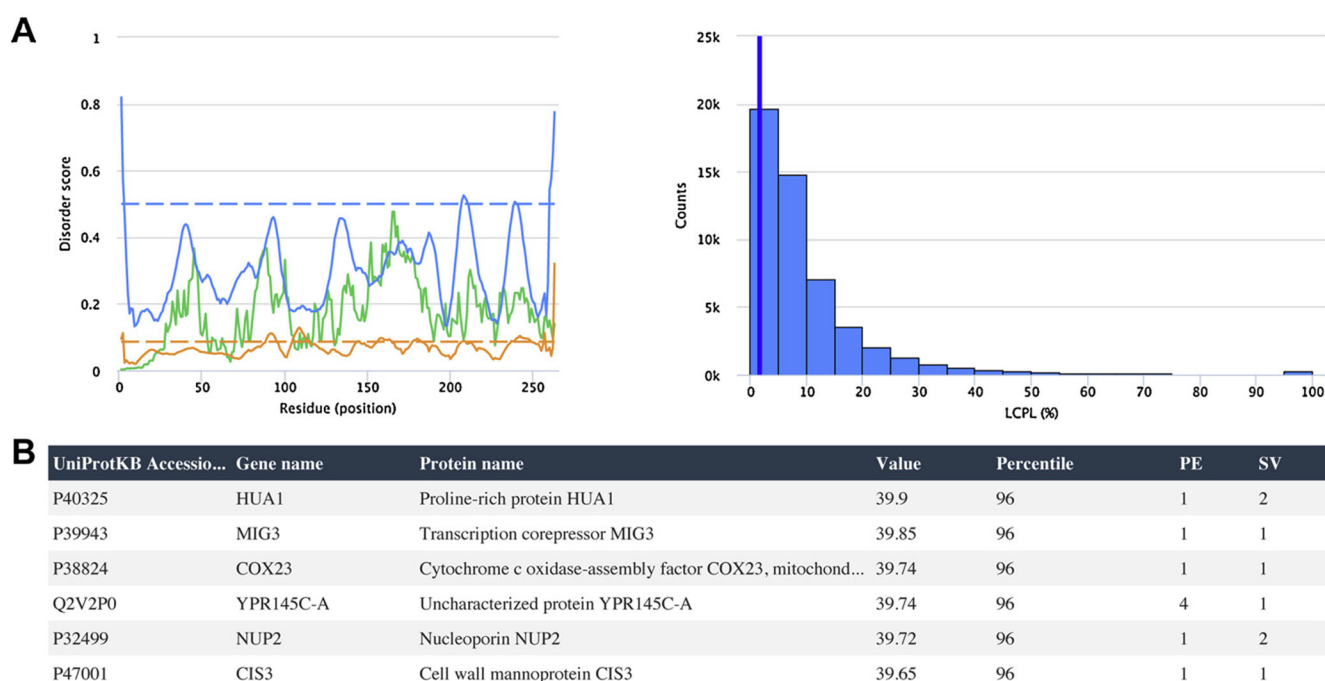 A
1
0.8
0.6
0.4
0.2
0
Disorder score
0 50 100 150 200 250
Residue (position)
25k
20k
15k
10k
5k
0k
Counts
0 10 20 30 40 50 60 70 80 90 100
LCPL (%)
B
UniProtKB Accessio... Gene name Protein name Value Percentile PE SV
P40325 HUA1 Proline-rich protein HUA1 39.9 96 1 2
P39943 MIG3 Transcription corepressor MIG3 39.85 96 1 1
P38824 COX23 Cytochrome c oxidase-assembly factor COX23, mitochond... 39.74 96 1 1
Q2V2P0 YPR145C-A Uncharacterized protein YPR145C-A 39.74 96 4 1
P32499 NUP2 Nucleoporin NUP2 39.72 96 1 2
P47001 CIS3 Cell wall mannoprotein CIS3 39.65 96 1 1